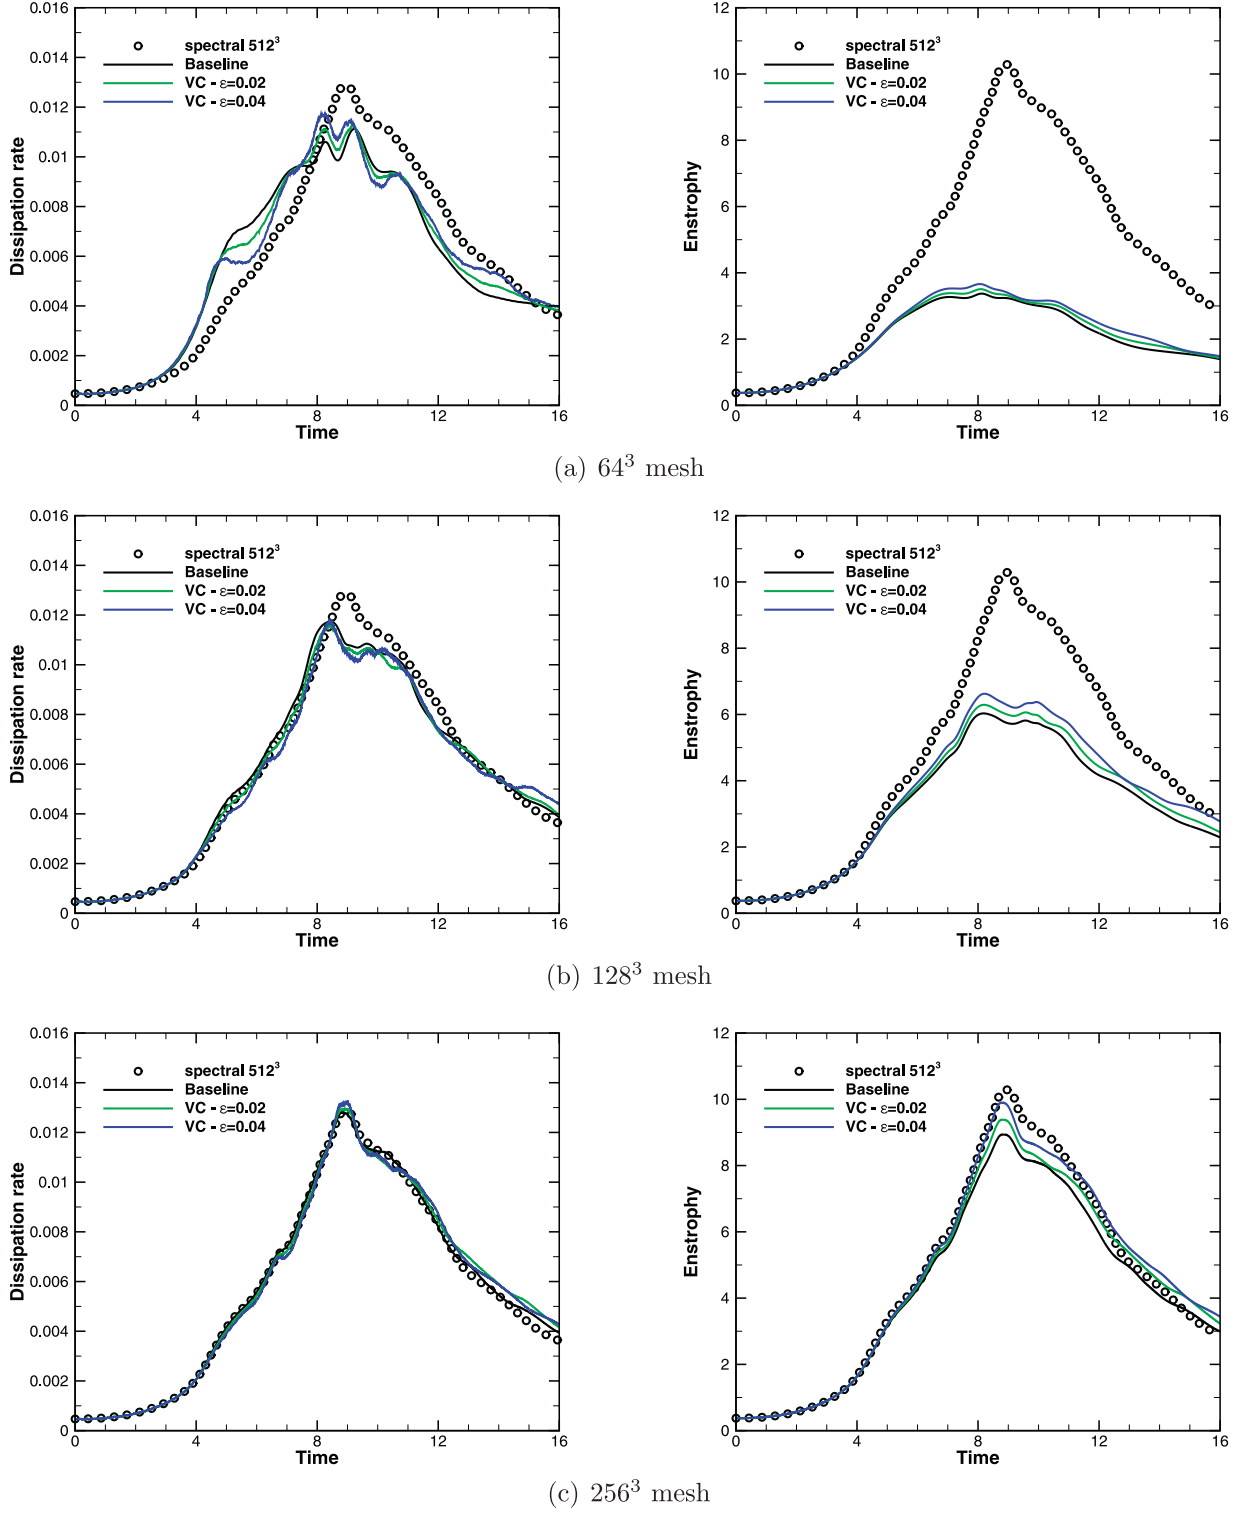 0.016
0.014
0.012
0.01
0.008
0.006
0.004
0.002
0
Dissipation rate
spectral 512³
Baseline
VC - ε=0.02
VC - ε=0.04
0 4 8 12 16
Time
12
10
8
6
4
2
0
Enstrophy
spectral 512³
Baseline
VC - ε=0.02
VC - ε=0.04
0 4 8 12 16
Time
(a) 64³ mesh
0.016
0.014
0.012
0.01
0.008
0.006
0.004
0.002
0
Dissipation rate
spectral 512³
Baseline
VC - ε=0.02
VC - ε=0.04
0 4 8 12 16
Time
12
10
8
6
4
2
0
Enstrophy
spectral 512³
Baseline
VC - ε=0.02
VC - ε=0.04
0 4 8 12 16
Time
(b) 128³ mesh
0.016
0.014
0.012
0.01
0.008
0.006
0.004
0.002
0
Dissipation rate
spectral 512³
Baseline
VC - ε=0.02
VC - ε=0.04
0 4 8 12 16
Time
12
10
8
6
4
2
0
Enstrophy
spectral 512³
Baseline
VC - ε=0.02
VC - ε=0.04
0 4 8 12 16
Time
(c) 256³ mesh